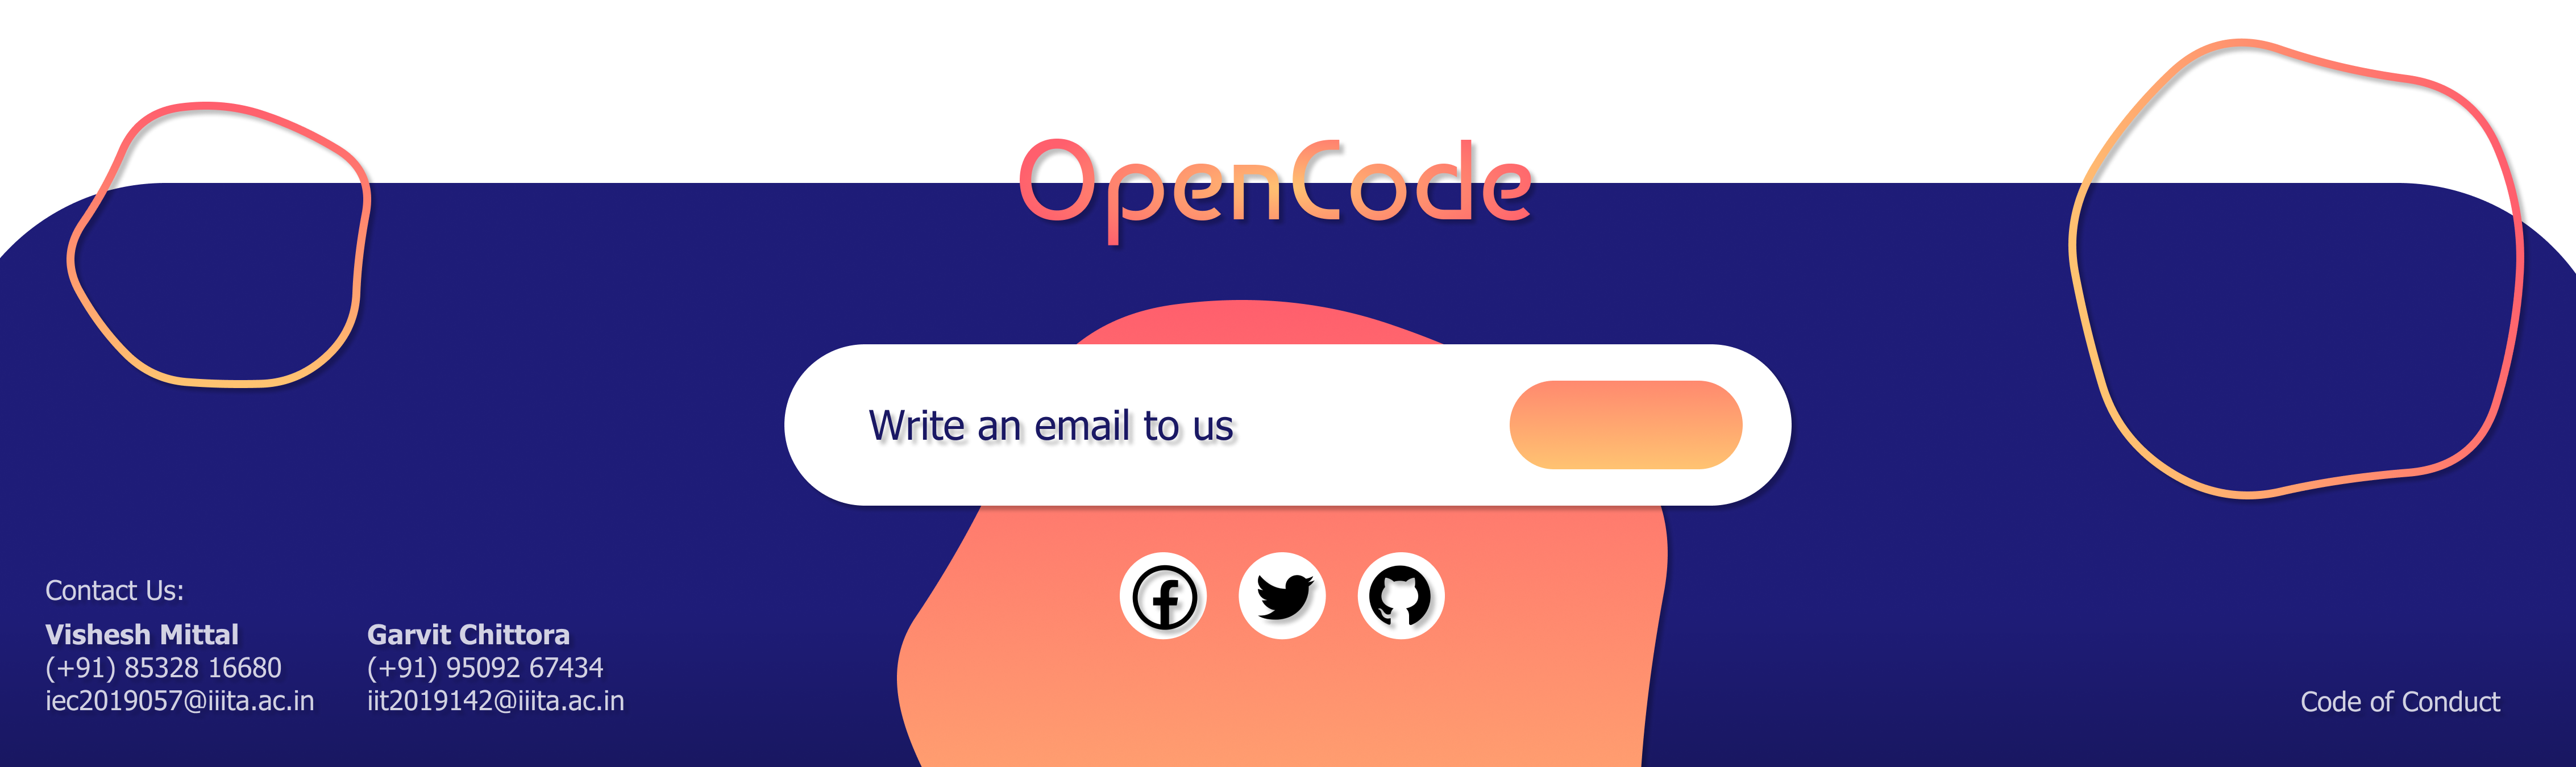 OpenCode
Write an email to us
Contact Us:
Vishesh Mittal
(+91) 85328 16680
iec2019057@iiita.ac.in
Garvit Chittora
(+91) 95092 67434
iit2019142@iiita.ac.in
Code of Conduct